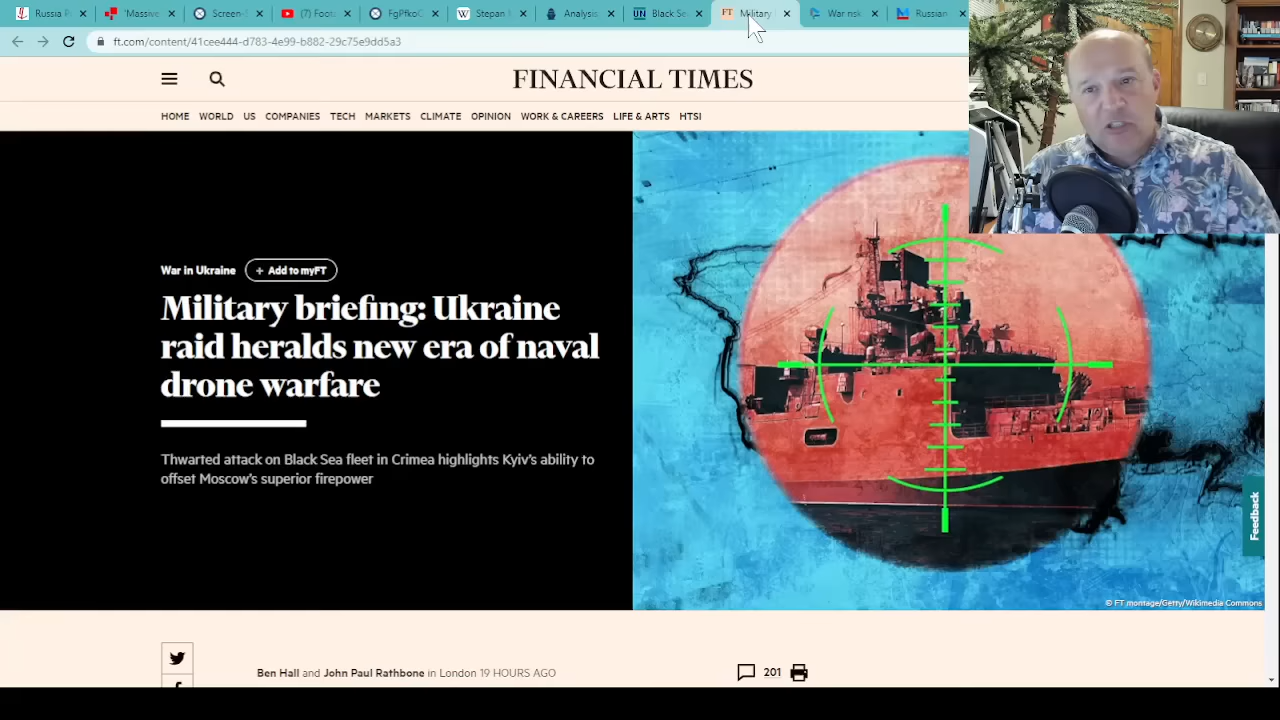 Russia P
'Massive
Screen-S
(7) Foota
FgPfkoG
Stepan M
Analysis
Black Sea
Military
War risk
Russian
ft.com/content/41cee444-d783-4e99-b882-29c75e9dd5a3
FINANCIAL TIMES
HOME WORLD US COMPANIES TECH MARKETS CLIMATE OPINION WORK & CAREERS LIFE & ARTS HTSI
War in Ukraine + Add to myFT
Military briefing: Ukraine
raid heralds new era of naval
drone warfare
Thwarted attack on Black Sea fleet in Crimea highlights Kyiv's ability to
offset Moscow's superior firepower
Feedback
© FT montage/Getty/Wikimedia Commons
Ben Hall and John Paul Rathbone in London 19 HOURS AGO
201